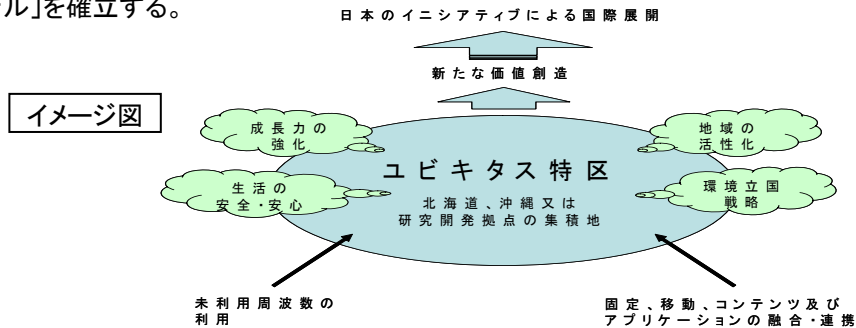 ル」を確立する。
日本のイニシアティブによる国際展開
新たな価値創造
イメージ図
成長力の
強化
地域の
活性化
ユビキタス特区
生活の
安全・安心
環境立国
戦略
北海道、沖縄又は
研究開発拠点の集積地
未利用周波数の
利用
固定、移動、コンテンツ及び
アプリケーションの融合・連携